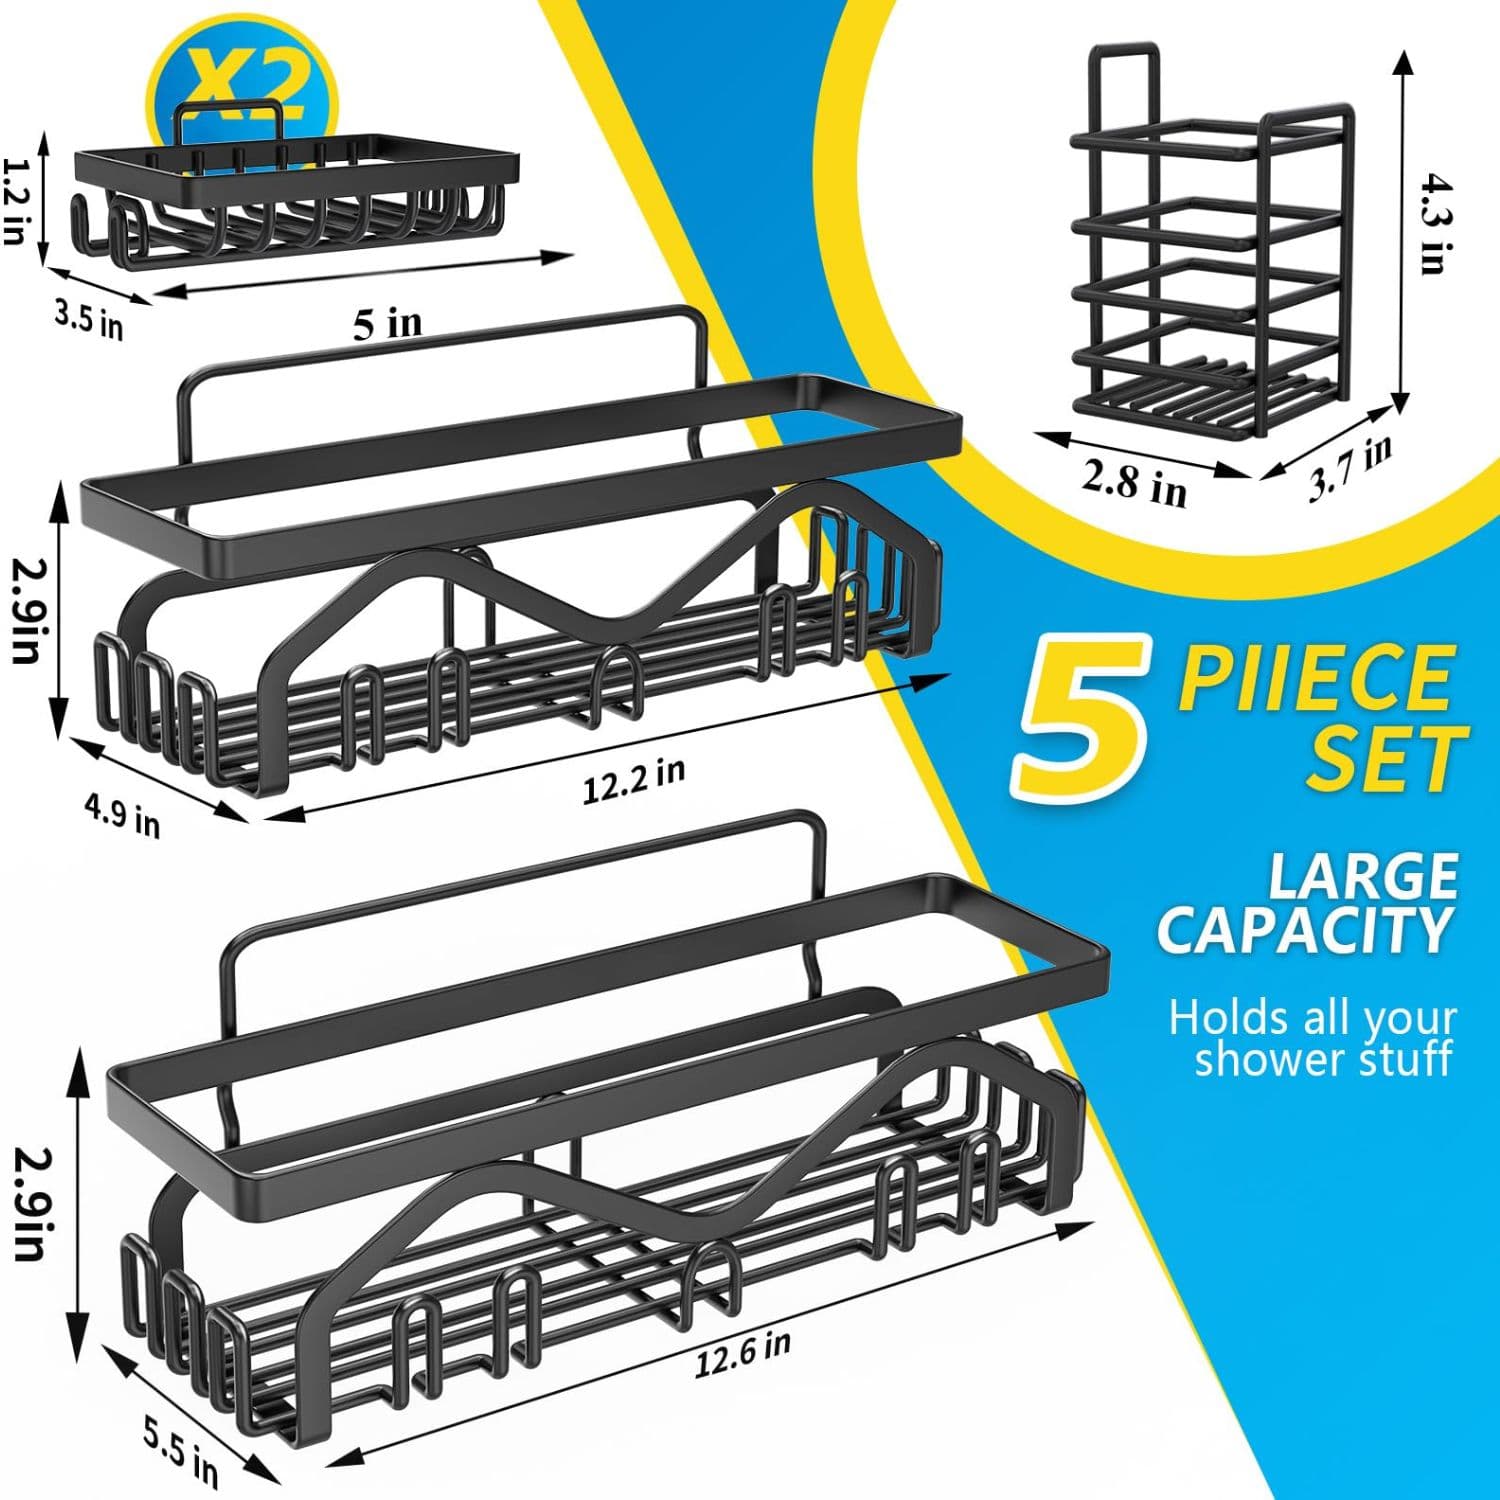 X2
1.2 in
3.5 in
5 in
4.3 in
2.8 in
3.7 in
2.9in
4.9 in
12.2 in
5 PIIECE
SET
LARGE
CAPACITY
Holds all your
shower stuff
2.9in
5.5 in
12.6 in